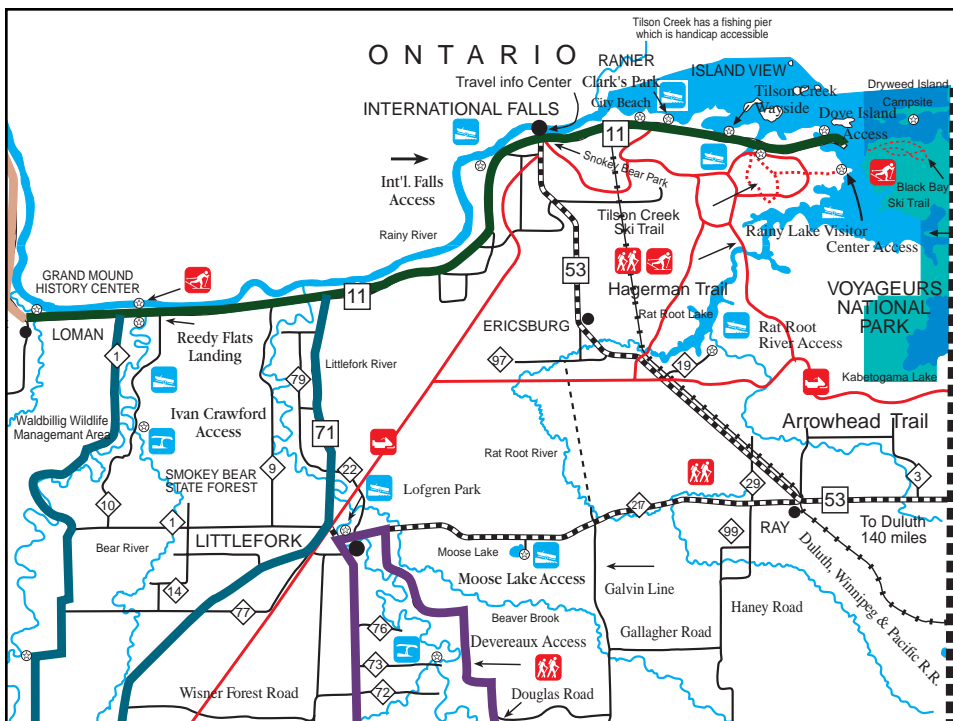 Tilson Creek has a fishing pier
which is handicap accessible
ONTARIO
RANIER
ISLAND VIEW
Travel info Center
Clark's Park
Tilson Creek
Wayside
Dryweed Island
Campsite
INTERNATIONAL FALLS
City Beach
Dove Island
Access
11
Smokey Bear Park
Int'l. Falls
Access
Black Bay
Ski Trail
Tilson Creek
Ski Trail
Rainy River
Rainy Lake Visitor
Center Access
53
GRAND MOUND
HISTORY CENTER
11
Hagerman Trail
VOYAGEURS
NATIONAL
PARK
Rat Root Lake
LOMAN
Reedy Flats
Landing
ERICSBURG
Rat Root
River Access
1
Littlefork River
97
19
79
Kabetogama Lake
Ivan Crawford
Access
Waldbillig Wildlife
Managemant Area
71
Arrowhead Trail
Rat Root River
SMOKEY BEAR
STATE FOREST
9
22
29
3
Lofgren Park
10
1
217
53
LITTLEFORK
RAY
99
To Duluth
140 miles
Bear River
Moose Lake
Moose Lake Access
14
Galvin Line
77
Haney Road
Duluth, Winnipeg & Pacific R.R.
Beaver Brook
76
Gallagher Road
Devereaux Access
73
Wisner Forest Road
72
Douglas Road